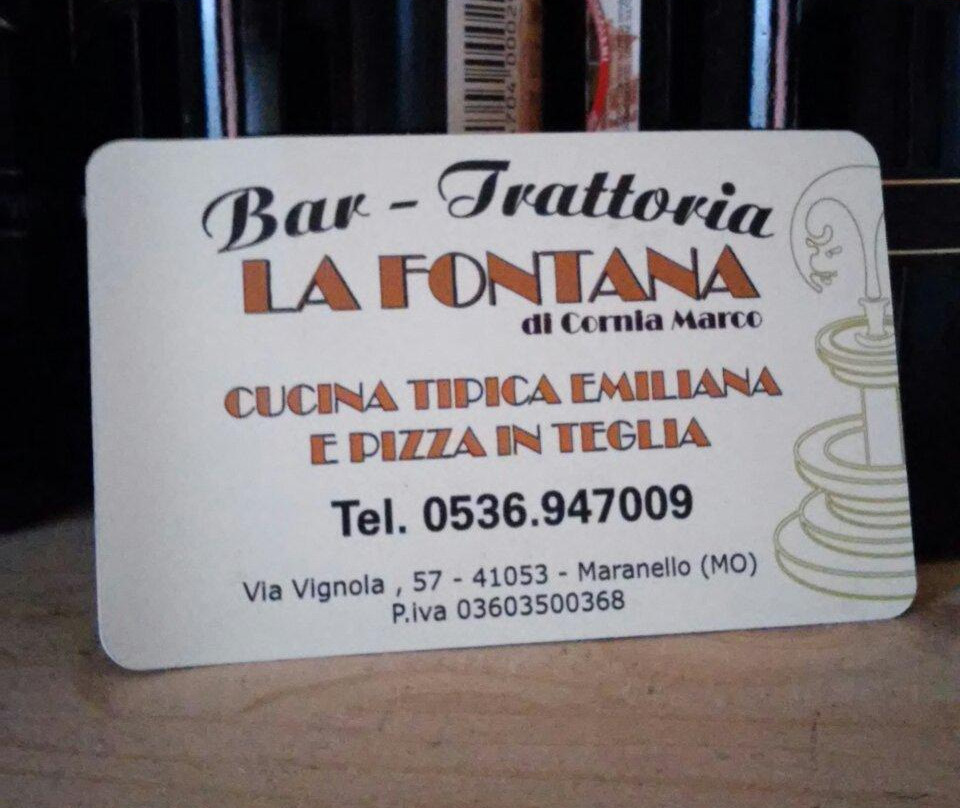 Bar - Trattoria
LA FONTANA
di Cornia Marco
CUCINA TIPICA EMILIANA
E PIZZA IN TEGLIA
Tel. 0536.947009
Via Vignola , 57 - 41053 - Maranello (MO)
P.iva 03603500368